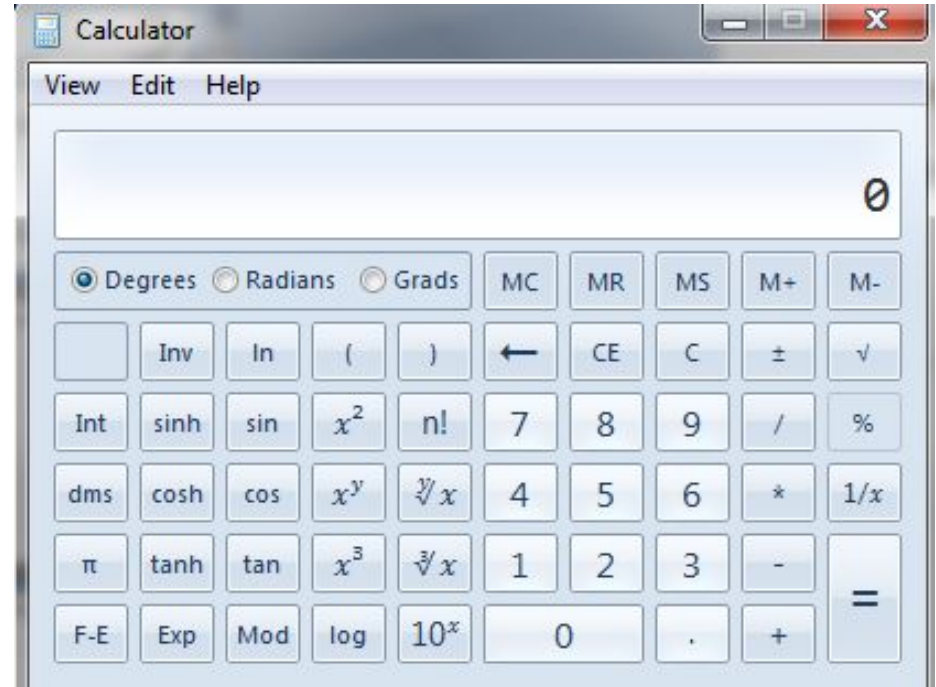 Calculator
View Edit Help
0
Degrees Radians Grads MC MR MS M+ M-
Inv ln ( ) ← CE C ± √
Int sinh sin x² n! 7 8 9 / %
dms cosh cos xʸ ʸ√x 4 5 6 * 1/x
π tanh tan x³ ³√x 1 2 3 - =
F-E Exp Mod log 10ˣ 0 . +